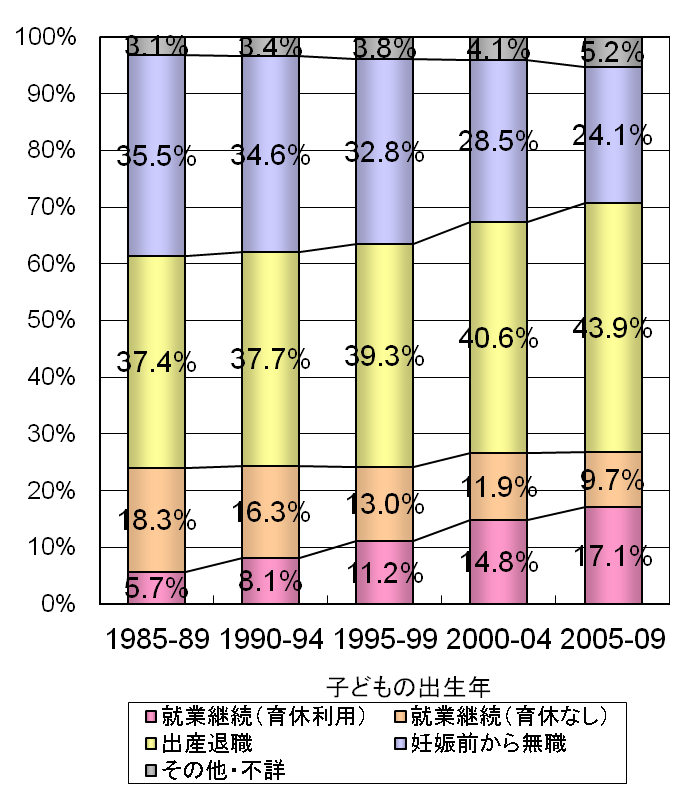 100%
90%
80%
70%
60%
50%
40%
30%
20%
10%
0%
3.1% 3.4% 3.8% 4.1% 5.2%
35.5% 34.6% 32.8% 28.5% 24.1%
37.4% 37.7% 39.3% 40.6% 43.9%
18.3% 16.3% 13.0% 11.9% 9.7%
5.7% 8.1% 11.2% 14.8% 17.1%
1985-89 1990-94 1995-99 2000-04 2005-09
子どもの出生年
就業継続(育休利用) 就業継続(育休なし)
出産退職 妊娠前から無職
その他・不詳